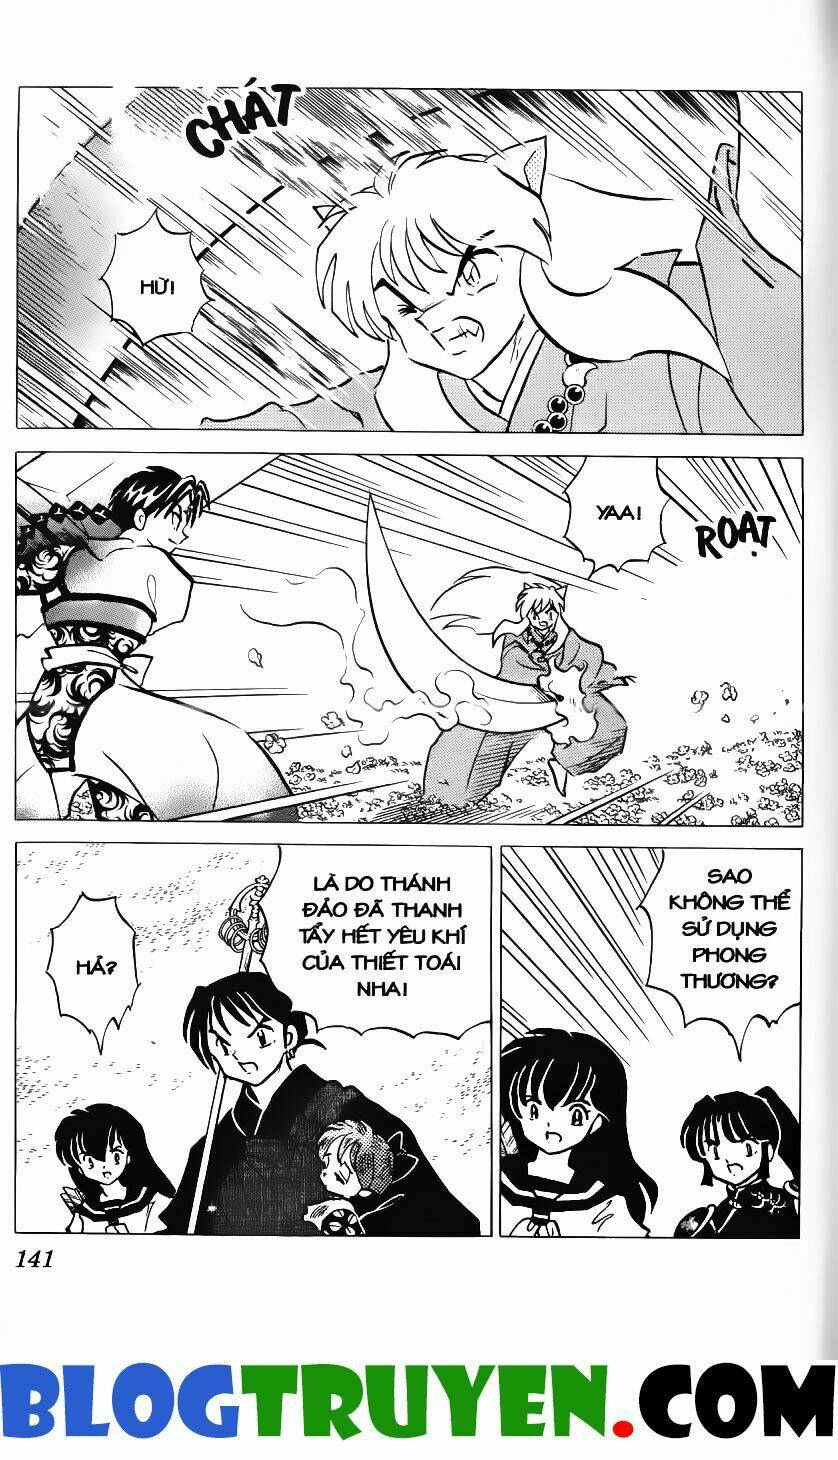 CHÁT
HỪ!
YAA!
ROẠT
SAO
KHÔNG THỂ
SỬ DỤNG
PHONG
THƯƠNG?
LÀ DO THÁNH
ĐẢO ĐÃ THANH
TẨY HẾT YÊU KHÍ
CỦA THIẾT TOÁI
NHA!
HẢ?
141
BLOGTRUYEN.COM